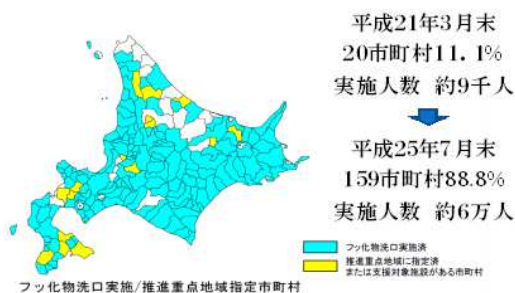 平成21年3月末
20市町村11.1%
実施人数 約9千人
平成25年7月末
159市町村88.8%
実施人数 約6万人
フッ化物洗口実施済
推進重点地域に指定済
または支援対象施設がある市町村
フッ化物洗口実施/推進重点地域指定市町村